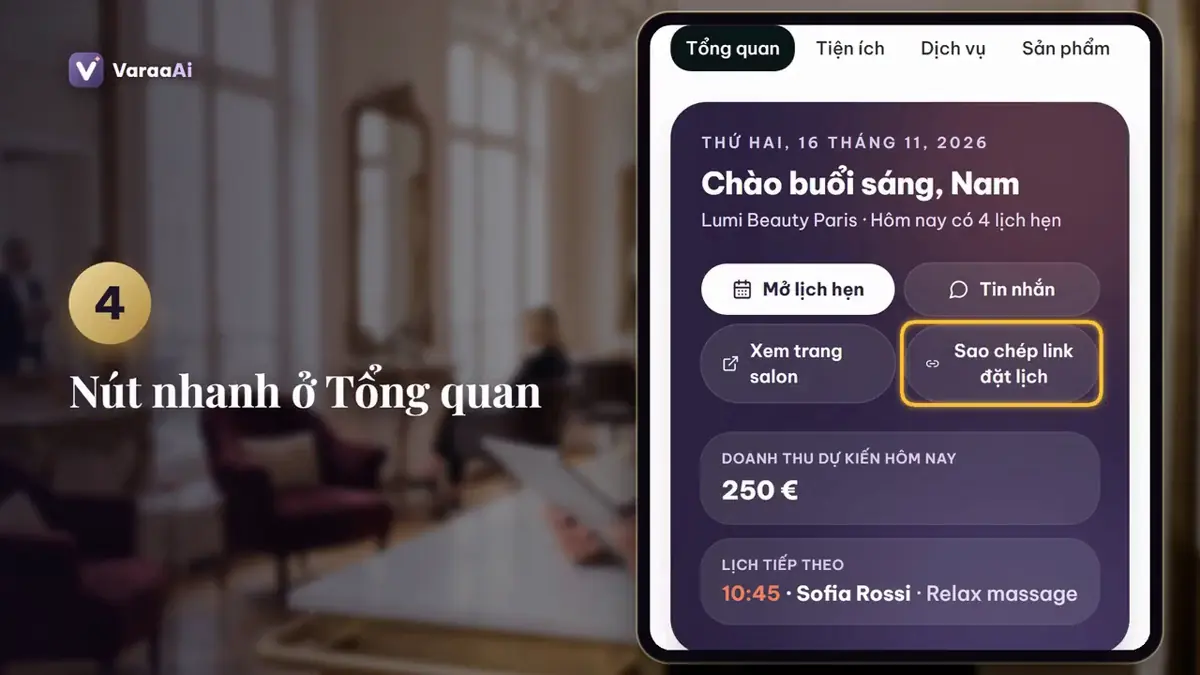 VaraaAi
4
Nút nhanh ở Tổng quan
Tổng quan Tiện ích Dịch vụ Sản phẩm
THỨ HAI, 16 THÁNG 11, 2026
Chào buổi sáng, Nam
Lumi Beauty Paris · Hôm nay có 4 lịch hẹn
Mở lịch hẹn
Tin nhắn
Xem trang
salon
Sao chép link
đặt lịch
DOANH THU DỰ KIẾN HÔM NAY
250 €
LỊCH TIẾP THEO
10:45 · Sofia Rossi · Relax massage